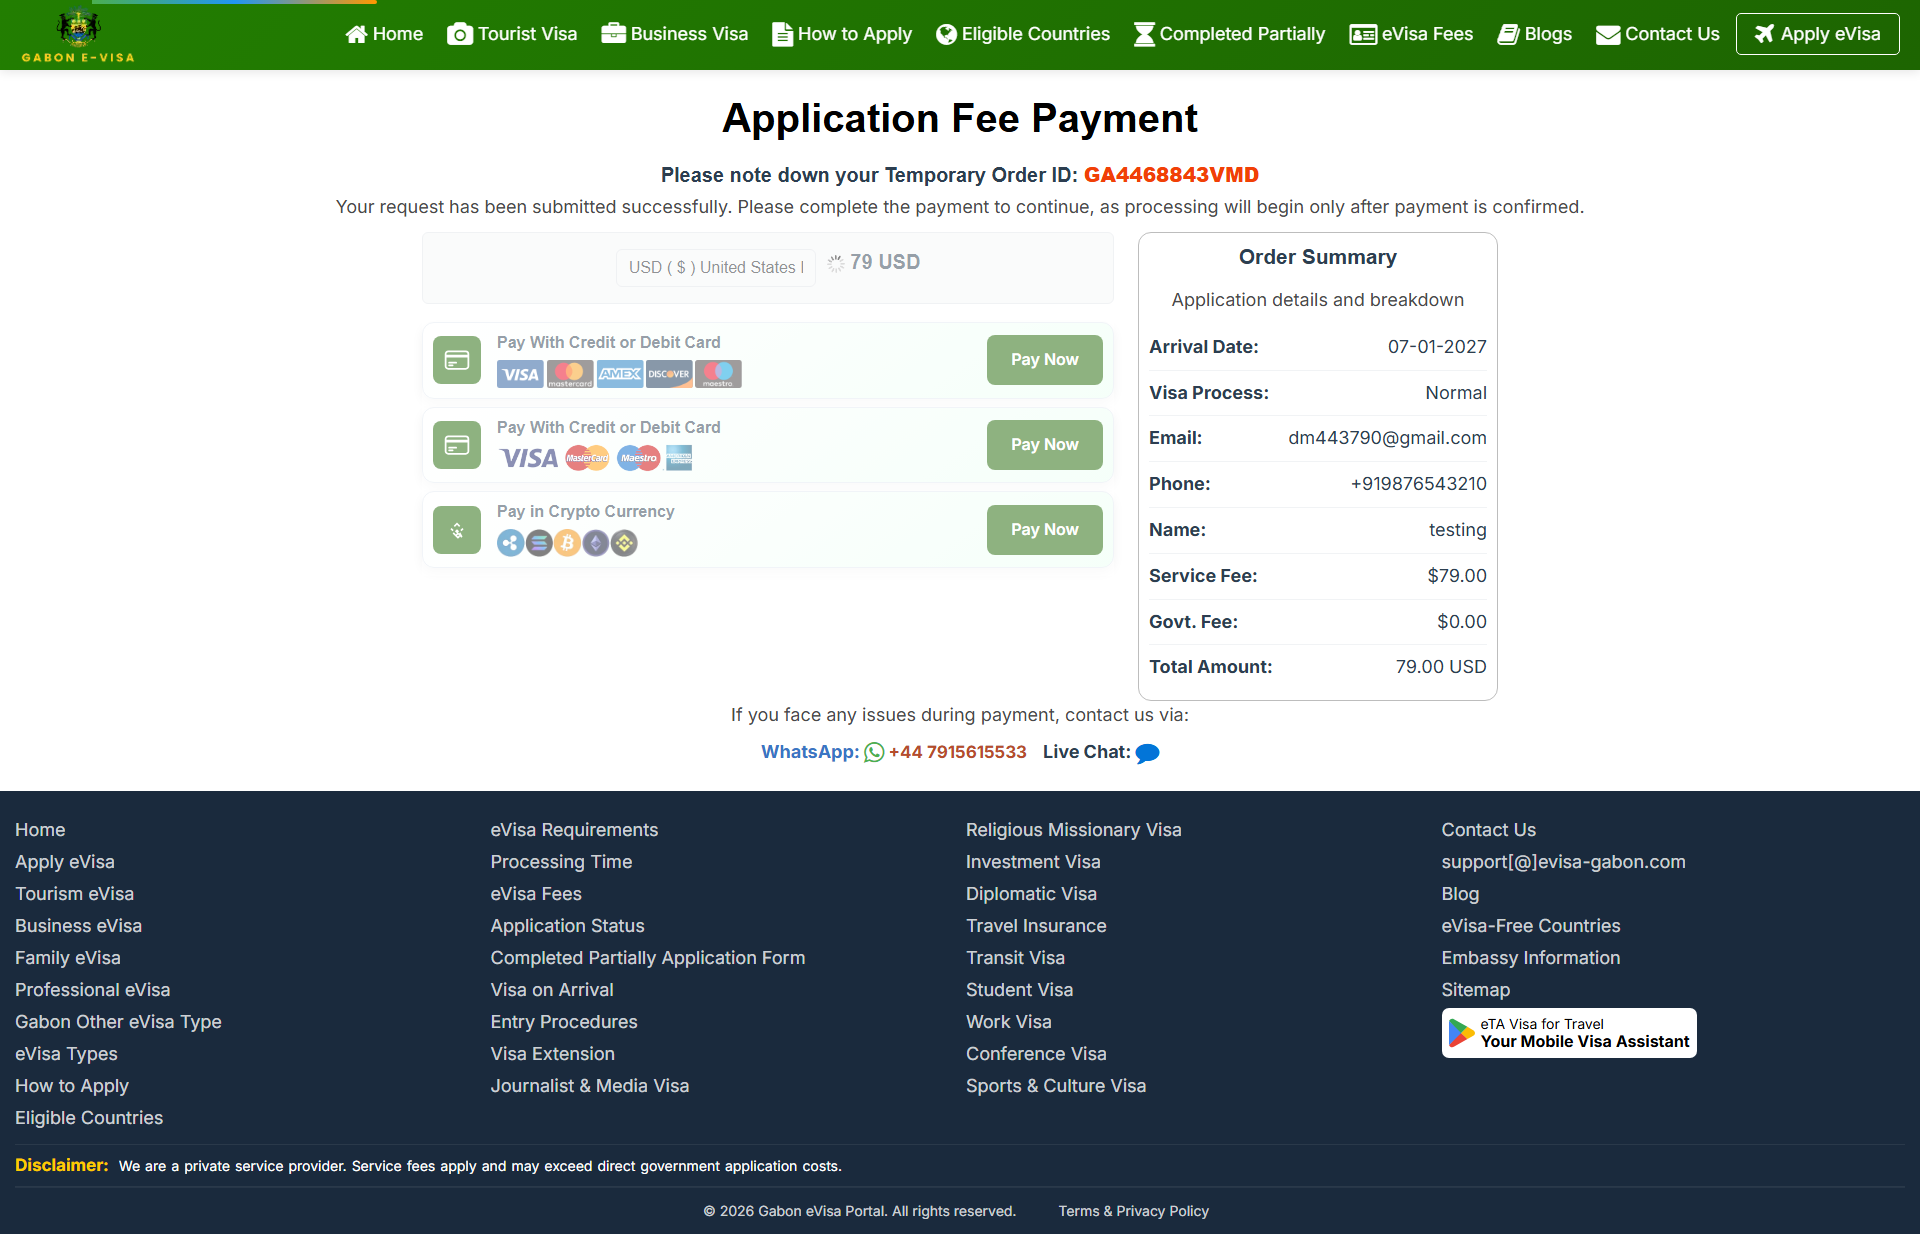 GABON E-VISA
Home
Tourist Visa
Business Visa
How to Apply
Eligible Countries
Completed Partially
eVisa Fees
Blogs
Contact Us
Apply eVisa
Application Fee Payment
Please note down your Temporary Order ID: GA4468843VMD
Your request has been submitted successfully. Please complete the payment to continue, as processing will begin only after payment is confirmed.
USD ( $ ) United States
79 USD
Pay With Credit or Debit Card
VISA mastercard AMEX DISCOVER maestro
Pay Now
Pay With Credit or Debit Card
VISA MasterCard Maestro
Pay Now
Pay in Crypto Currency
Pay Now
Order Summary
Application details and breakdown
Arrival Date: 07-01-2027
Visa Process: Normal
Email: dm443790@gmail.com
Phone: +919876543210
Name: testing
Service Fee: $79.00
Govt. Fee: $0.00
Total Amount: 79.00 USD
If you face any issues during payment, contact us via:
WhatsApp: +44 7915615533 Live Chat:
Home
Apply eVisa
Tourism eVisa
Business eVisa
Family eVisa
Professional eVisa
Gabon Other eVisa Type
eVisa Types
How to Apply
Eligible Countries
eVisa Requirements
Processing Time
eVisa Fees
Application Status
Completed Partially Application Form
Visa on Arrival
Entry Procedures
Visa Extension
Journalist & Media Visa
Religious Missionary Visa
Investment Visa
Diplomatic Visa
Travel Insurance
Transit Visa
Student Visa
Work Visa
Conference Visa
Sports & Culture Visa
Contact Us
support[@]evisa-gabon.com
Blog
eVisa-Free Countries
Embassy Information
Sitemap
eTA Visa for Travel
Your Mobile Visa Assistant
Disclaimer: We are a private service provider. Service fees apply and may exceed direct government application costs.
© 2026 Gabon eVisa Portal. All rights reserved. Terms & Privacy Policy